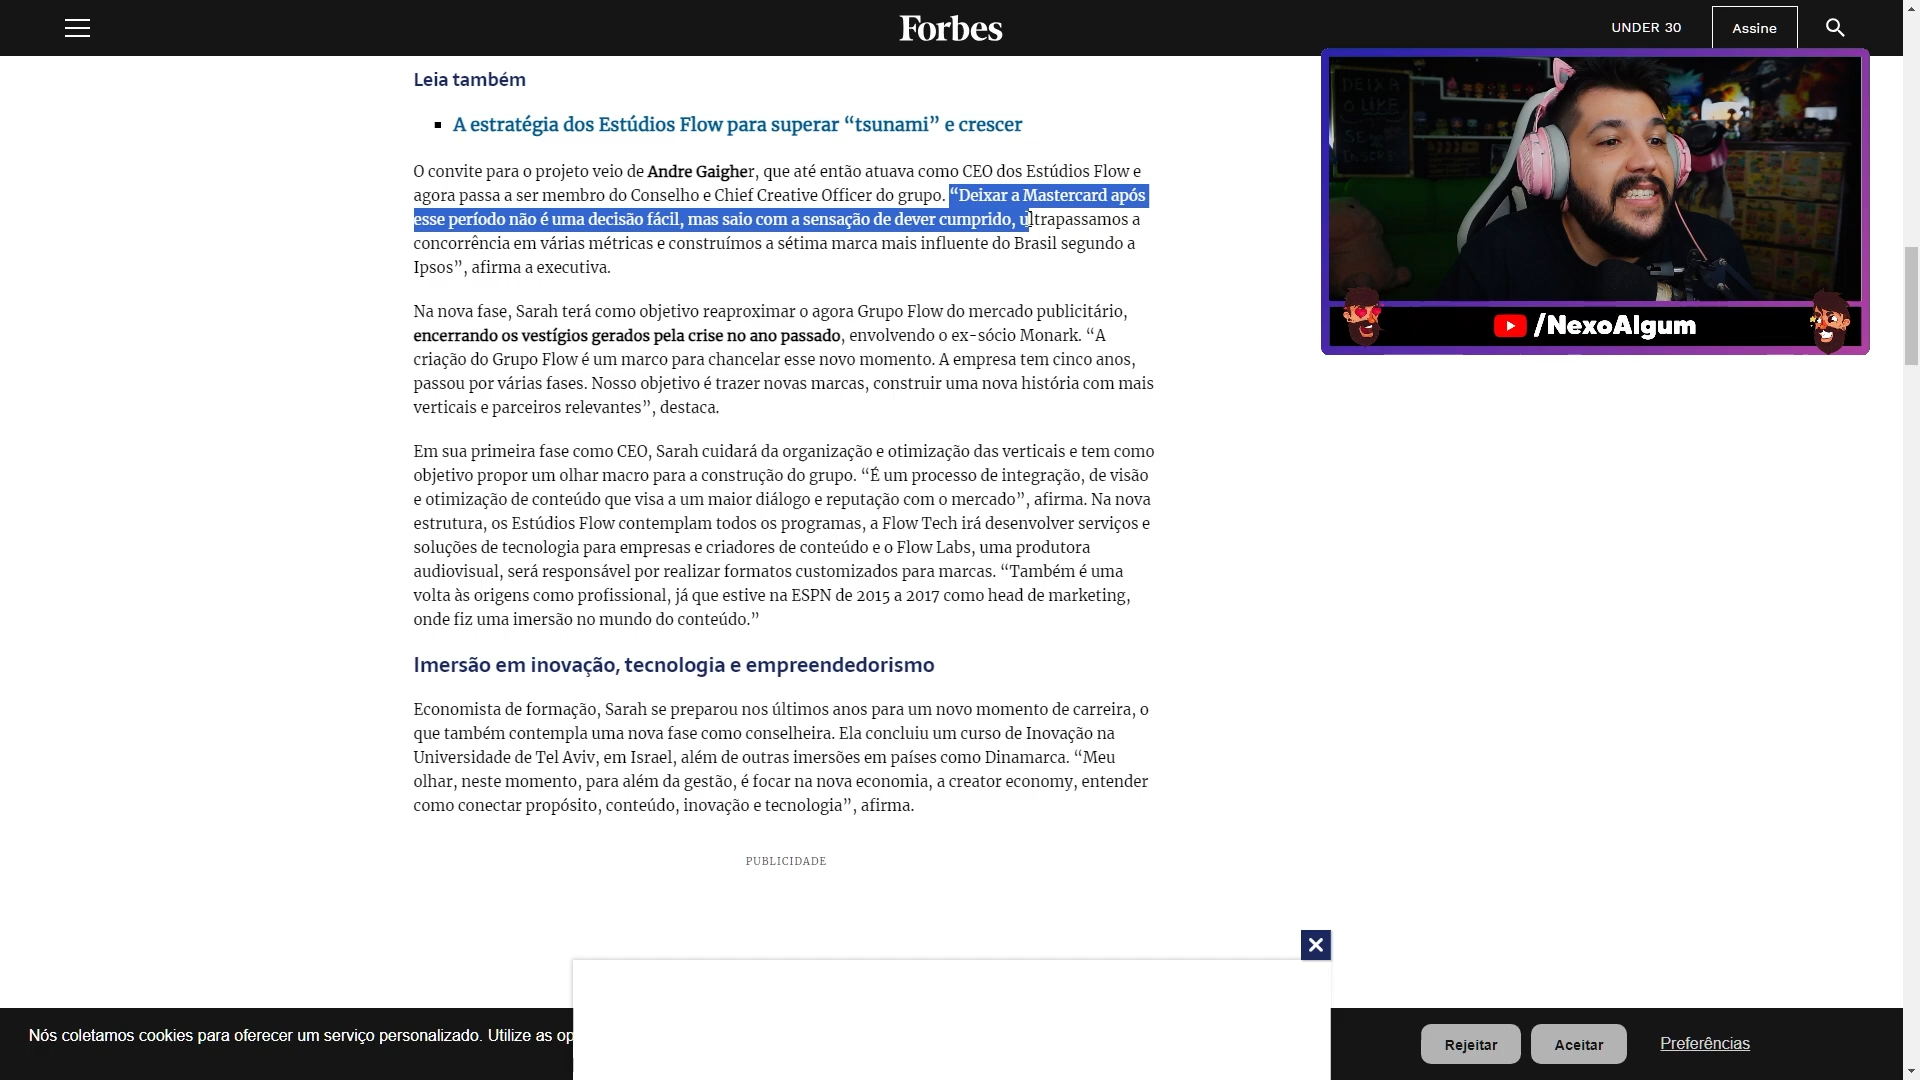 Forbes
UNDER 30
Assine
Leia também
A estratégia dos Estúdios Flow para superar “tsunami” e crescer
O convite para o projeto veio de Andre Gaigher, que até então atuava como CEO dos Estúdios Flow e
agora passa a ser membro do Conselho e Chief Creative Officer do grupo. “Deixar a Mastercard após
esse período não é uma decisão fácil, mas saio com a sensação de dever cumprido, ultrapassamos a
concorrência em várias métricas e construímos a sétima marca mais influente do Brasil segundo a
Ipsos”, afirma a executiva.
Na nova fase, Sarah terá como objetivo reaproximar o agora Grupo Flow do mercado publicitário,
encerrando os vestígios gerados pela crise no ano passado, envolvendo o ex-sócio Monark. “A
criação do Grupo Flow é um marco para chancelar esse novo momento. A empresa tem cinco anos,
passou por várias fases. Nosso objetivo é trazer novas marcas, construir uma nova história com mais
verticais e parceiros relevantes”, destaca.
Em sua primeira fase como CEO, Sarah cuidará da organização e otimização das verticais e tem como
objetivo propor um olhar macro para a construção do grupo. “É um processo de integração, de visão
e otimização de conteúdo que visa a um maior diálogo e reputação com o mercado”, afirma. Na nova
estrutura, os Estúdios Flow contemplam todos os programas, a Flow Tech irá desenvolver serviços e
soluções de tecnologia para empresas e criadores de conteúdo e o Flow Labs, uma produtora
audiovisual, será responsável por realizar formatos customizados para marcas. “Também é uma
volta às origens como profissional, já que estive na ESPN de 2015 a 2017 como head de marketing,
onde fiz uma imersão no mundo do conteúdo.”
Imersão em inovação, tecnologia e empreendedorismo
Economista de formação, Sarah se preparou nos últimos anos para um novo momento de carreira, o
que também contempla uma nova fase como conselheira. Ela concluiu um curso de Inovação na
Universidade de Tel Aviv, em Israel, além de outras imersões em países como Dinamarca. “Meu
olhar, neste momento, para além da gestão, é focar na nova economia, a creator economy, entender
como conectar propósito, conteúdo, inovação e tecnologia”, afirma.
PUBLICIDADE
DEIXA
O LIKE
SE
INSCREVE
/NexoAlgum
Nós coletamos cookies para oferecer um serviço personalizado. Utilize as op
Rejeitar
Aceitar
Preferências